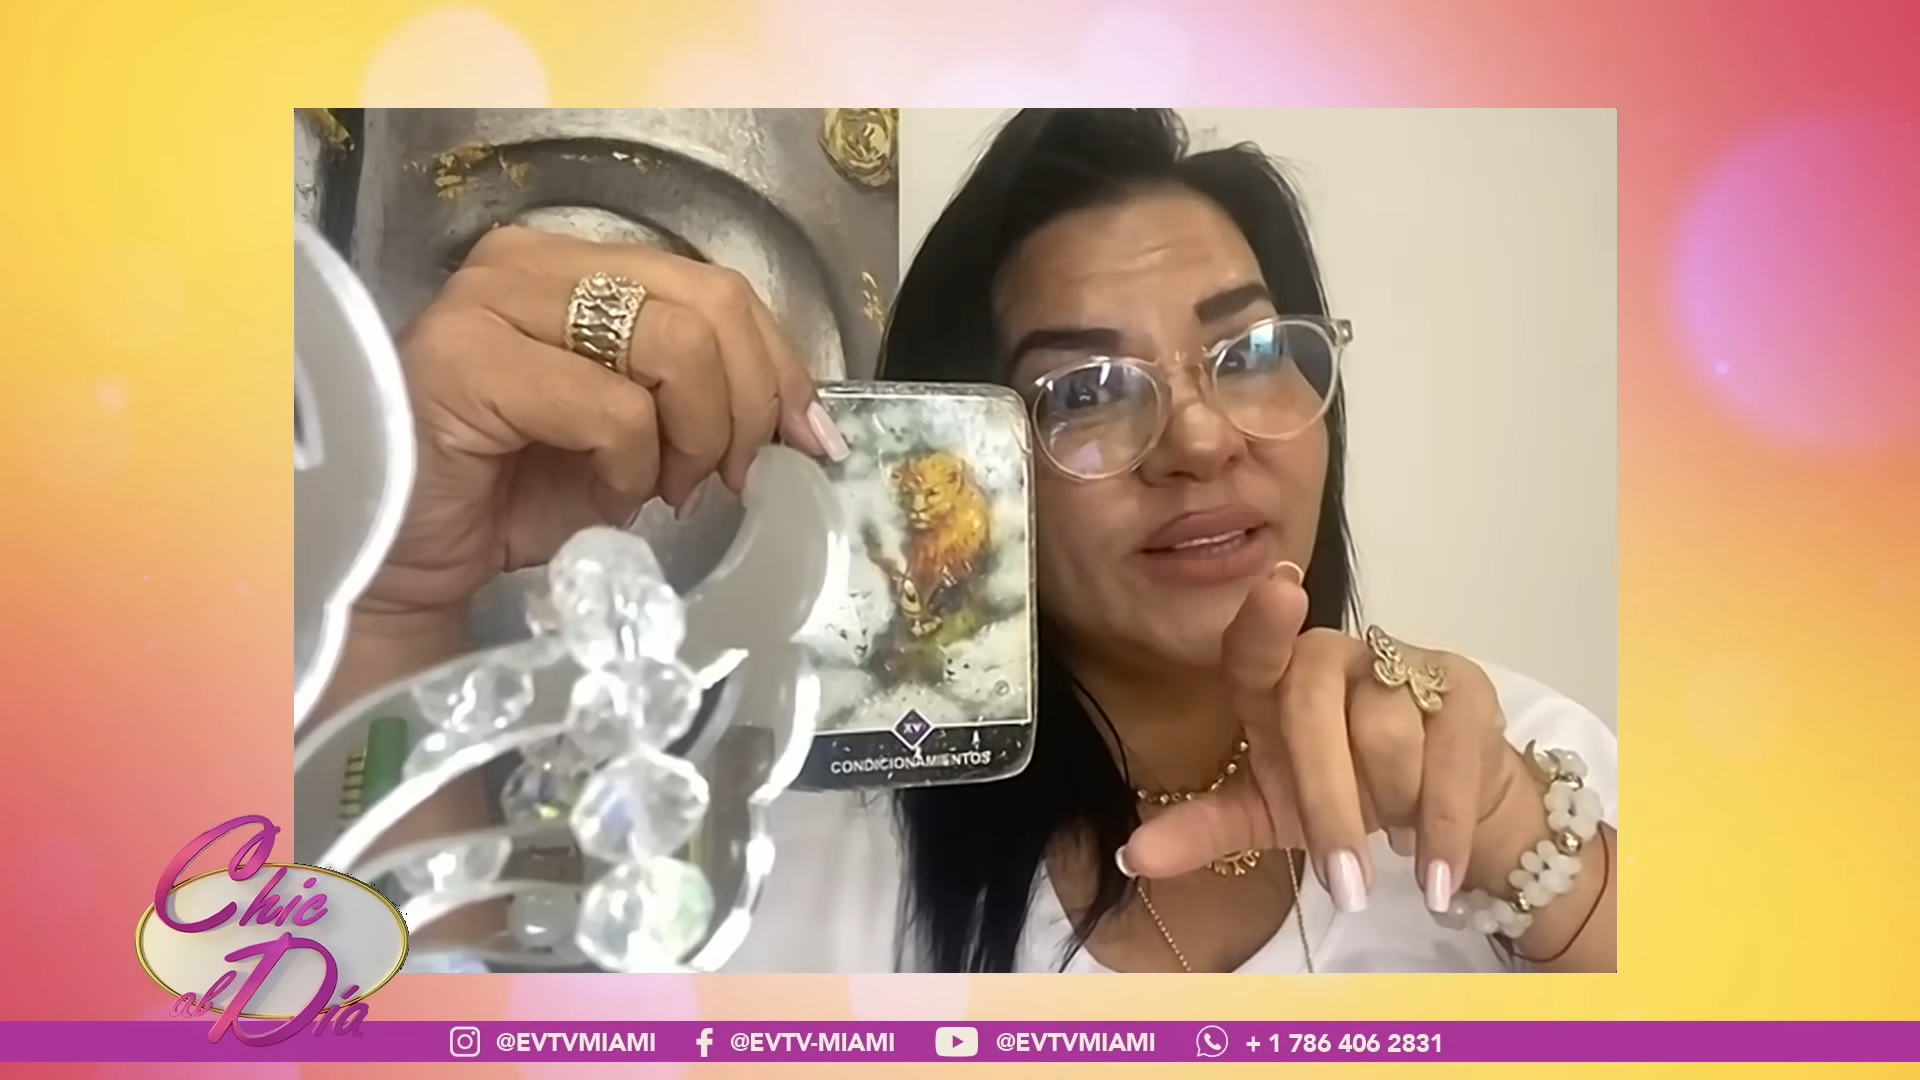 XV
CONDICIONAMIENTOS
Chic
al Día
@EVTVMIAMI @EVTV-MIAMI @EVTVMIAMI + 1 786 406 2831